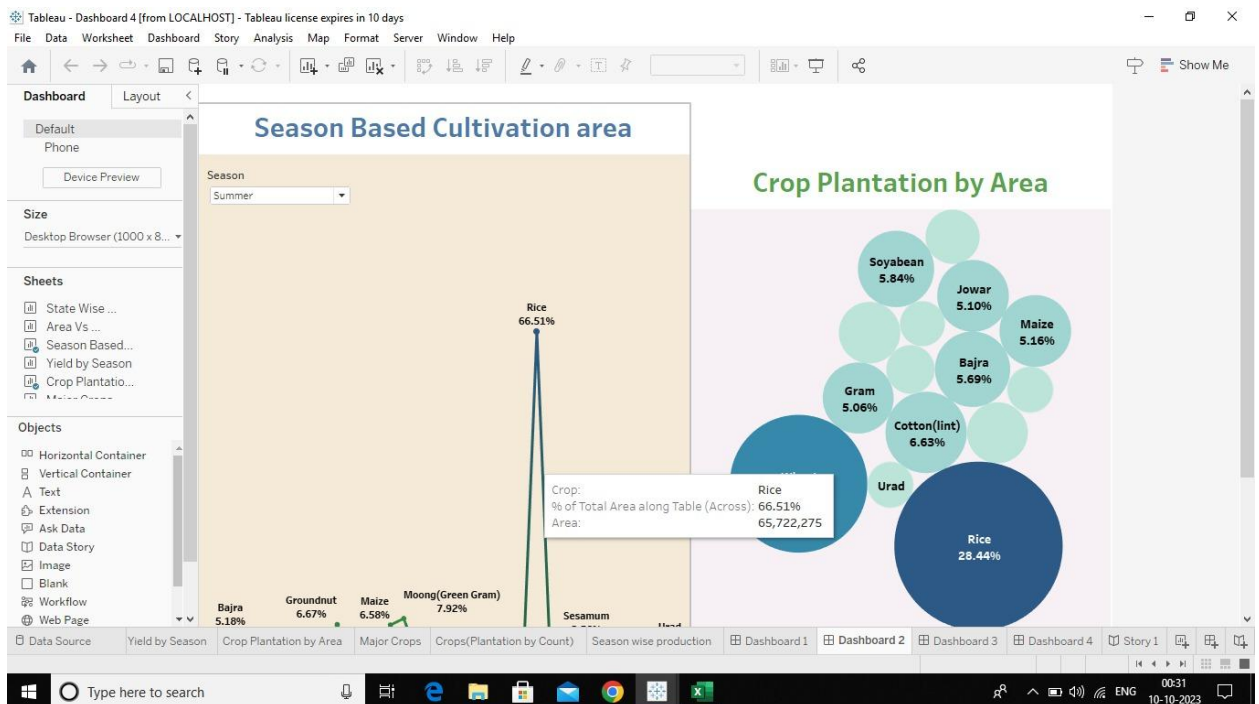 Tableau - Dashboard 4 [from LOCALHOST] - Tableau license expires in 10 days
File Data Worksheet Dashboard Story Analysis Map Format Server Window Help
Show Me
Dashboard Layout
Default
Phone
Device Preview
Size
Desktop Browser (1000 x 8...
Sheets
State Wise ...
Area Vs ...
Season Based...
Yield by Season
Crop Plantatio...
Objects
Horizontal Container
Vertical Container
A Text
Extension
Ask Data
Data Story
Image
Blank
Workflow
Web Page
Season Based Cultivation area
Season
Summer
Rice
66.51%
Bajra
5.18%
Groundnut
6.67%
Maize
6.58%
Moong(Green Gram)
7.92%
Sesamum
Crop: Rice
% of Total Area along Table (Across): 66.51%
Area: 65,722,275
Crop Plantation by Area
Soyabean
5.84%
Jowar
5.10%
Maize
5.16%
Bajra
5.69%
Gram
5.06%
Cotton(lint)
6.63%
Urad
Rice
28.44%
Data Source Yield by Season Crop Plantation by Area Major Crops Crops(Plantation by Count) Season wise production Dashboard 1 Dashboard 2 Dashboard 3 Dashboard 4 Story 1
Type here to search
ENG
00:31
10-10-2023